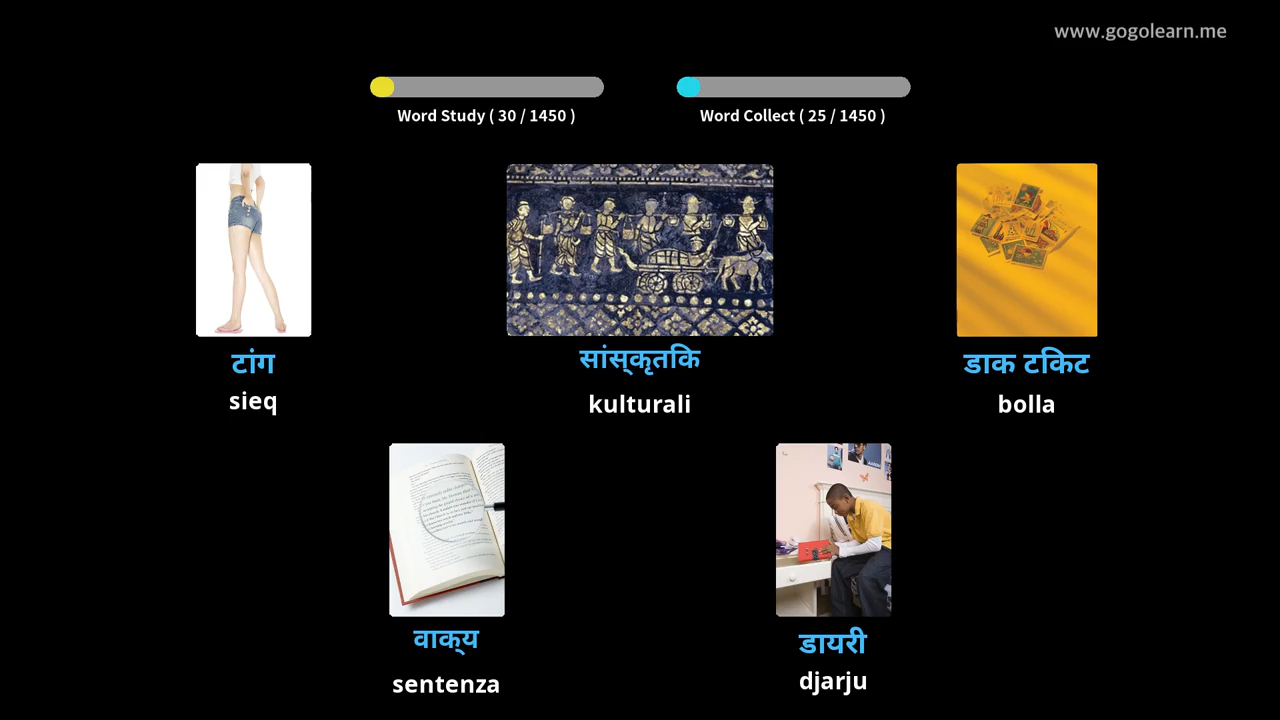 www.gogolearn.me
Word Study ( 30 / 1450 )
Word Collect ( 25 / 1450 )
टांग
sieq
सांस्कृतकि
kulturali
डाक टकिट
bolla
वाक्य
sentenza
डायरी
djarju